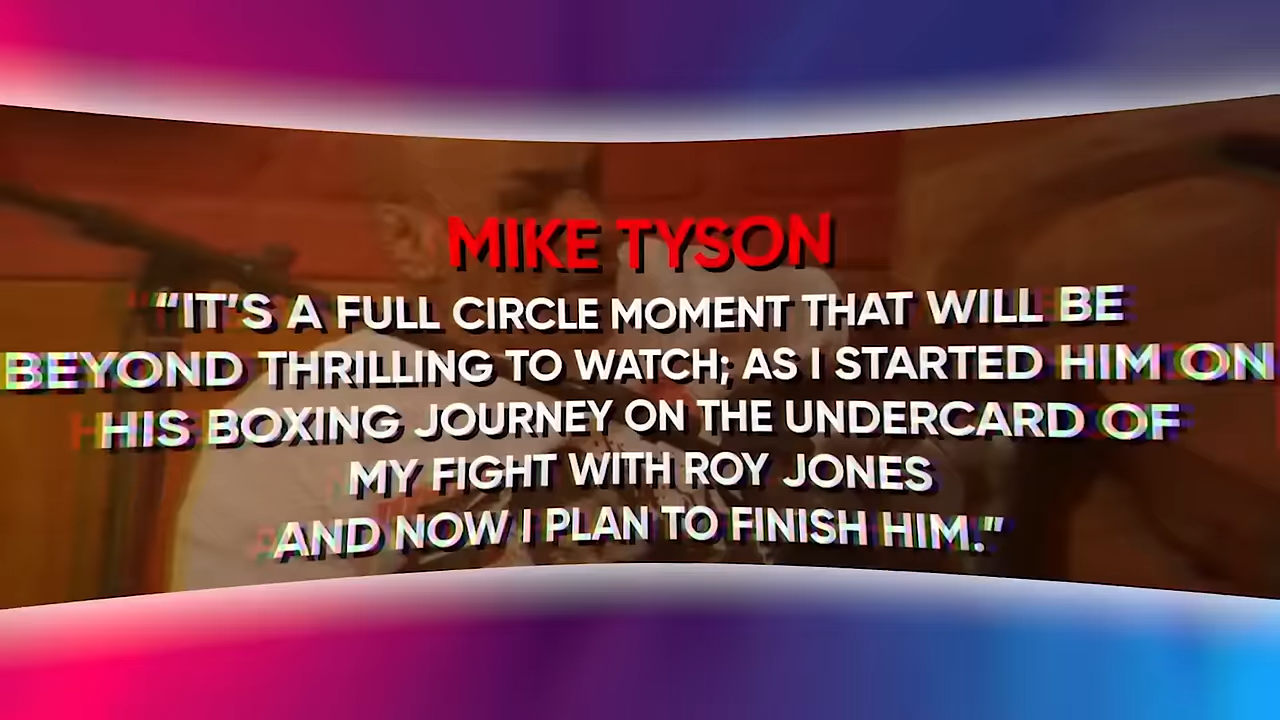 MIKE TYSON
“IT’S A FULL CIRCLE MOMENT THAT WILL BE
BEYOND THRILLING TO WATCH; AS I STARTED HIM ON
HIS BOXING JOURNEY ON THE UNDERCARD OF
MY FIGHT WITH ROY JONES
AND NOW I PLAN TO FINISH HIM.”